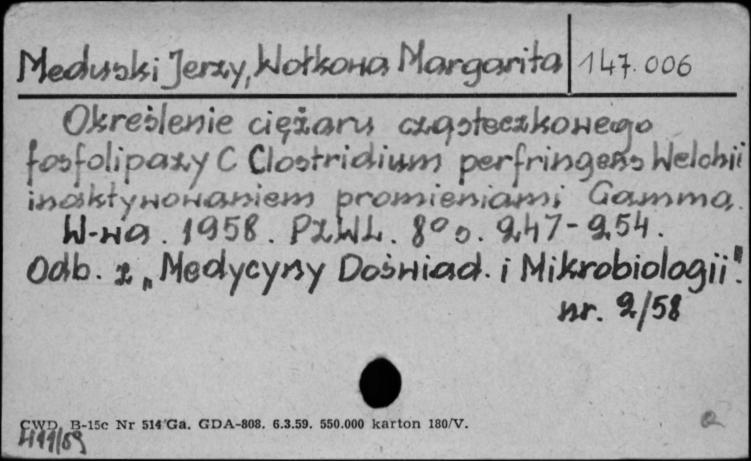 Meduski Jerzy, Wołkowa Margarita 147.006
Określenie ciężaru cząsteczkowego
fosfolipazy C Clostridium perfringens Welchii
inaktywowaniem promieniami Gamma.
W-wa. 1958. PZWL. 8° s. 247-254.
Odb. z „Medycyny Doświad. i Mikrobiologii".
nr. 2/58
CWD. B-15c Nr 514 Ga. GDA-808. 6.3.59. 550.000 karton 180/V.